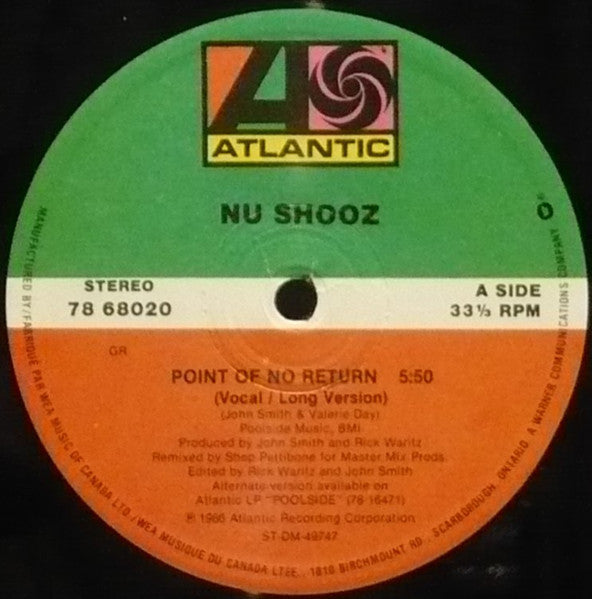 ATLANTIC
NU SHOOZ
STEREO
78 68020
A SIDE
33⅓ RPM
GR
POINT OF NO RETURN 5:50
(Vocal / Long Version)
(John Smith & Valerie Day)
Poolside Music, BMI
Produced by John Smith and Rick Waritz
Remixed by Shep Pettibone for Master Mix Prods.
Edited by Rick Waritz and John Smith
Alternate version available on
Atlantic LP "POOLSIDE" (78 16471)
℗ 1986 Atlantic Recording Corporation
ST-DM-49747
MANUFACTURED BY/FABRIQUÉ PAR WEA MUSIC OF CANADA LTD./WEA MUSIQUE DU CANADA LTÉE., 1810 BIRCHMOUNT RD., SCARBOROUGH, ONTARIO. A WARNER COMMUNICATIONS COMPANY